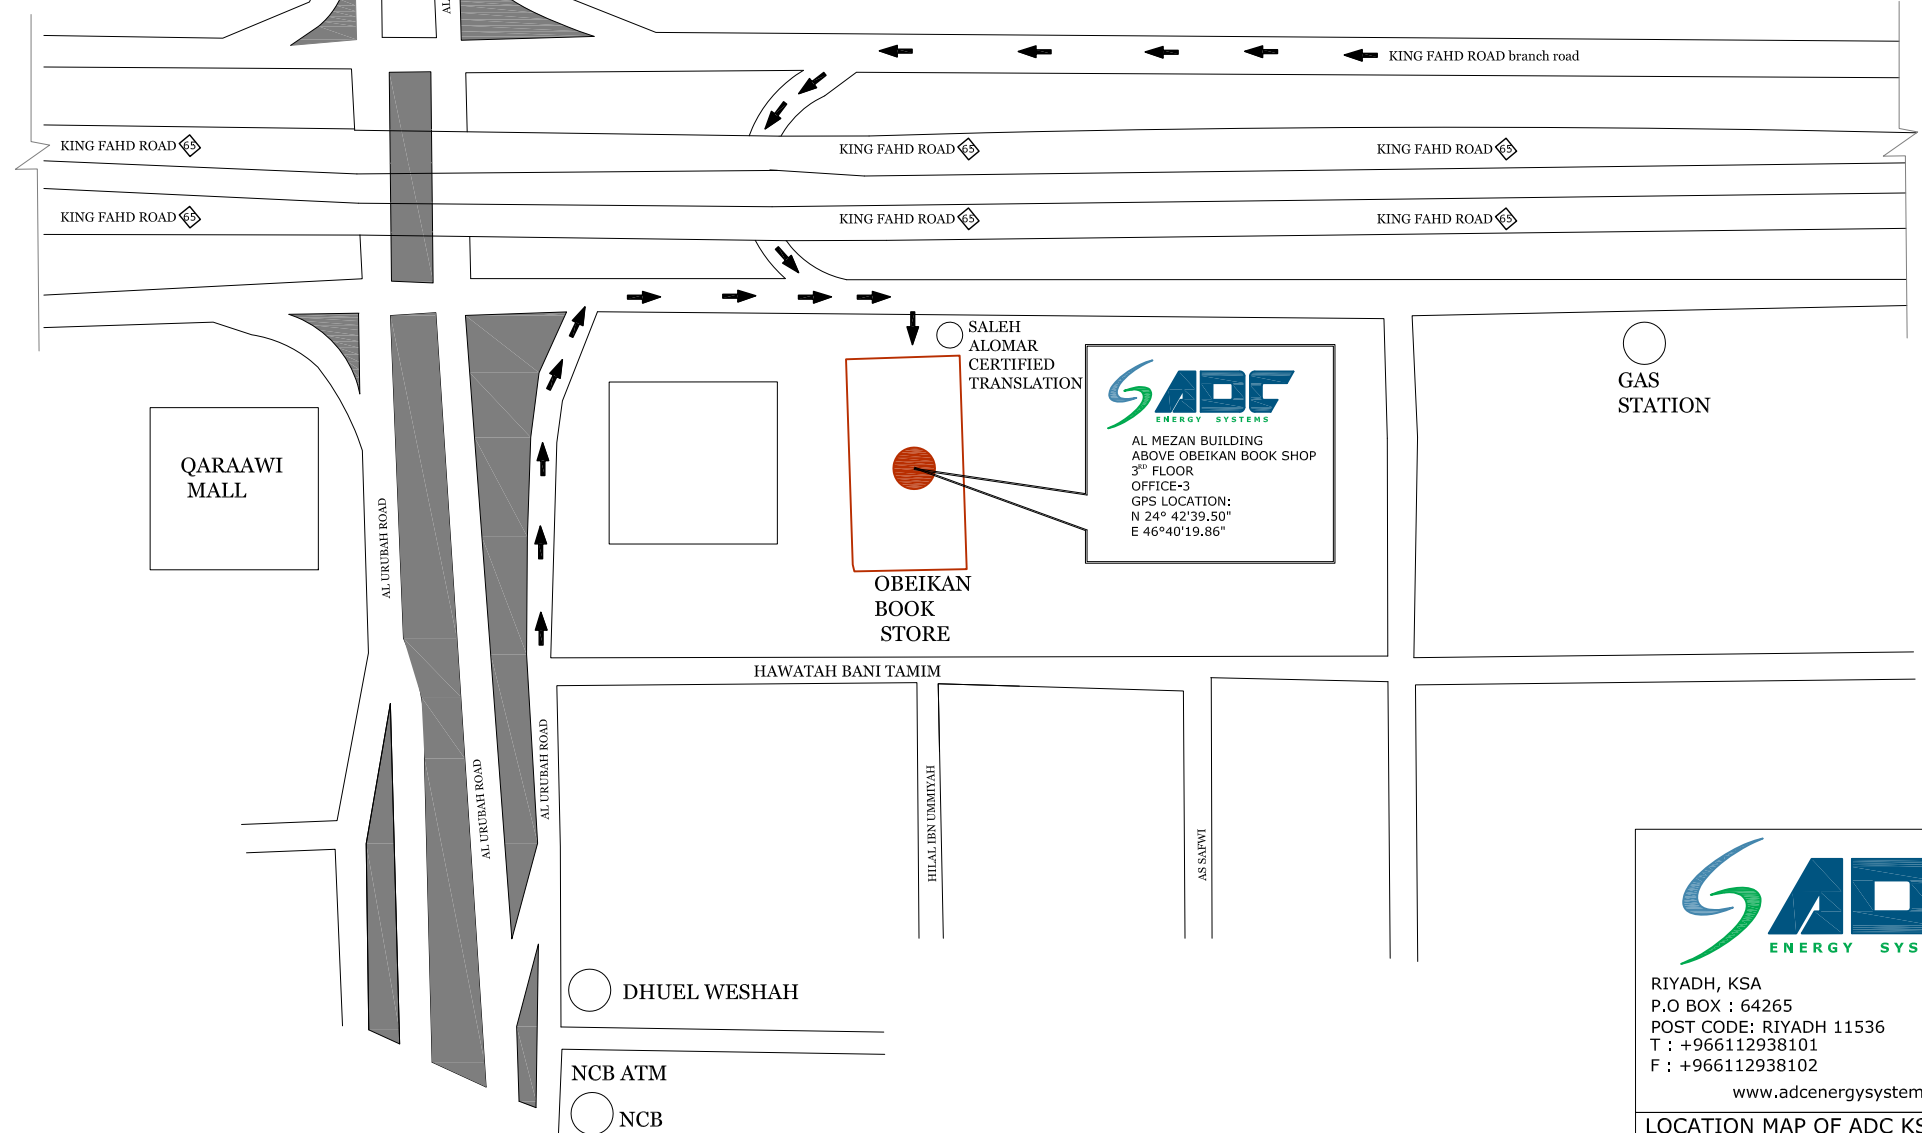 AL
KING FAHD ROAD branch road
KING FAHD ROAD 65
KING FAHD ROAD 65
KING FAHD ROAD 65
KING FAHD ROAD 65
KING FAHD ROAD 65
KING FAHD ROAD 65
SALEH
ALOMAR
CERTIFIED
TRANSLATION
ADC
ENERGY SYSTEMS
AL MEZAN BUILDING
ABOVE OBEIKAN BOOK SHOP
3RD FLOOR
OFFICE-3
GPS LOCATION:
N 24° 42'39.50"
E 46°40'19.86"
GAS
STATION
QARAAWI
MALL
AL URUBAH ROAD
OBEIKAN
BOOK
STORE
HAWATAH BANI TAMIM
AL URUBAH ROAD
AL URUBAH ROAD
HILAL IBN UMMIYAH
AS SAFWI
DHUEL WESHAH
NCB ATM
NCB
AD
ENERGY SYS
RIYADH, KSA
P.O BOX : 64265
POST CODE: RIYADH 11536
T : +966112938101
F : +966112938102
www.adcenergysystem
LOCATION MAP OF ADC KS